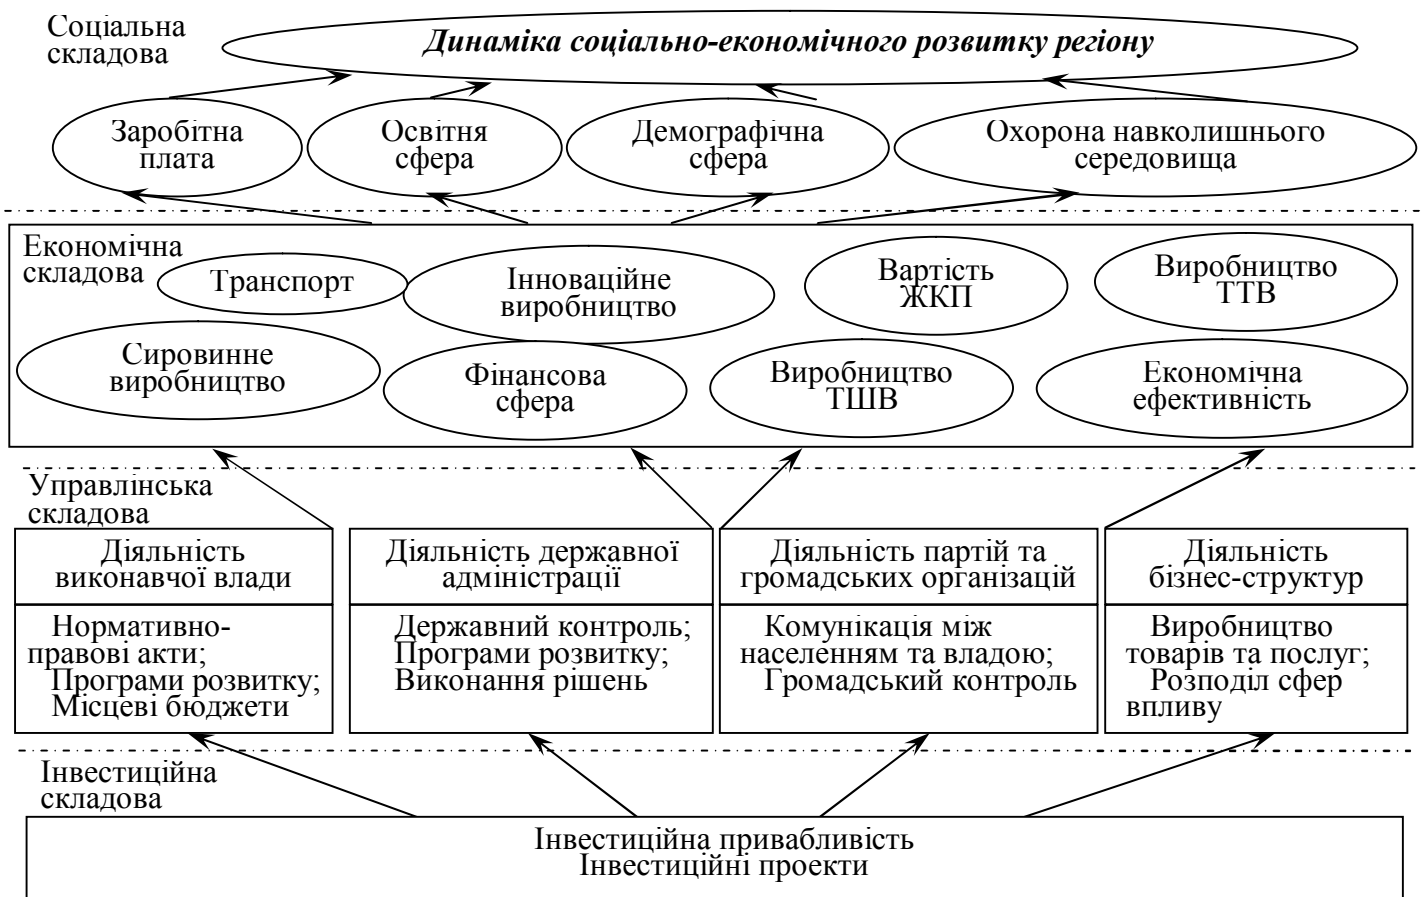 Соціальна
складова
Динаміка соціально-економічного розвитку регіону
Заробітна
плата
Освітня
сфера
Демографічна
сфера
Охорона навколишнього
середовища
Економічна
складова
Транспорт
Інноваційне
виробництво
Вартість
ЖКП
Виробництво
ТТВ
Сировинне
виробництво
Фінансова
сфера
Виробництво
ТШВ
Економічна
ефективність
Управлінська
складова
Діяльність
виконавчої влади
Нормативно-
правові акти;
Програми розвитку;
Місцеві бюджети
Діяльність державної
адміністрації
Державний контроль;
Програми розвитку;
Виконання рішень
Діяльність партій та
громадських організацій
Комунікація між
населенням та владою;
Громадський контроль
Діяльність
бізнес-структур
Виробництво
товарів та послуг;
Розподіл сфер
впливу
Інвестиційна
складова
Інвестиційна привабливість
Інвестиційні проекти